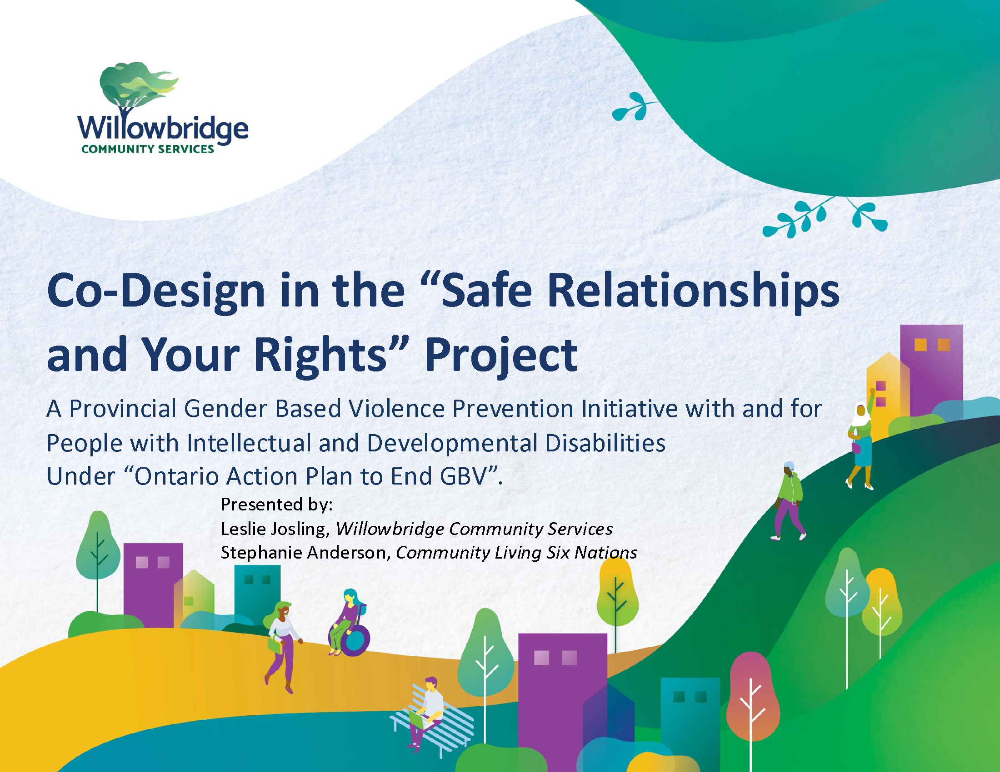 Willowbridge
COMMUNITY SERVICES
Co-Design in the “Safe Relationships
and Your Rights” Project
A Provincial Gender Based Violence Prevention Initiative with and for
People with Intellectual and Developmental Disabilities
Under “Ontario Action Plan to End GBV”.
Presented by:
Leslie Josling, Willowbridge Community Services
Stephanie Anderson, Community Living Six Nations